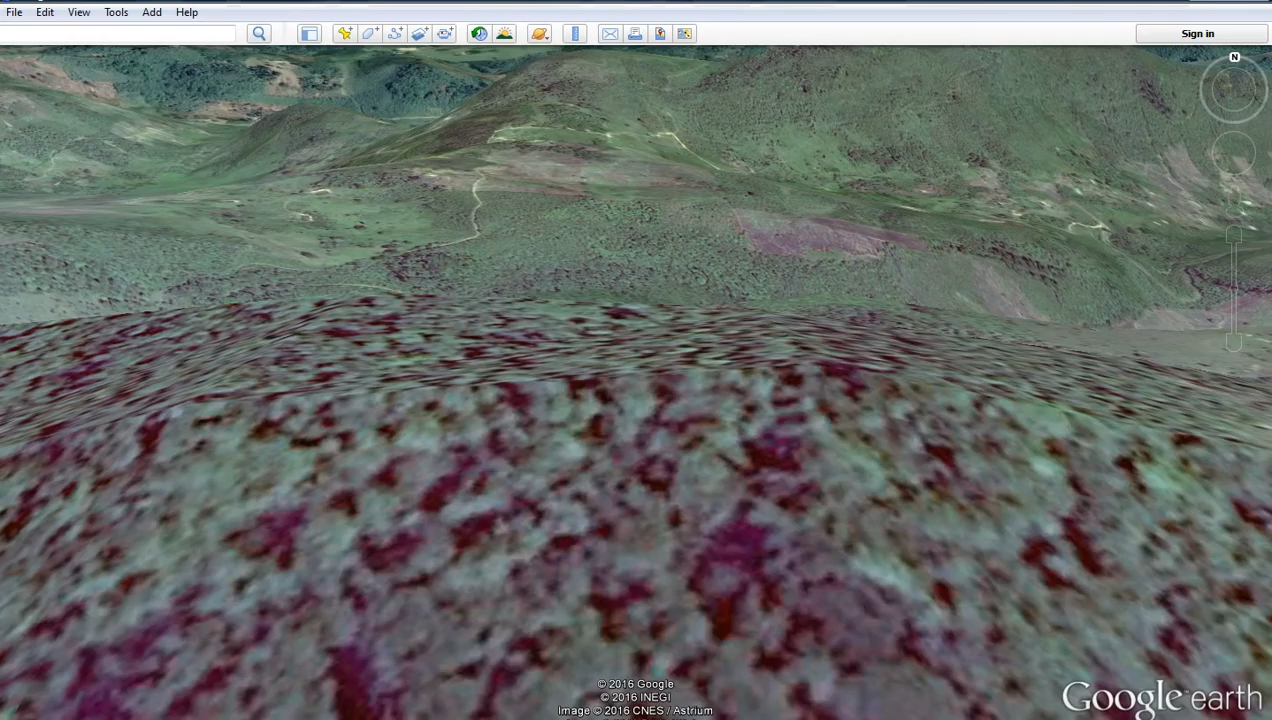 File Edit View Tools Add Help
Sign in
N
© 2016 Google
© 2016 INEGI
Image © 2016 CNES / Astrium
Google earth